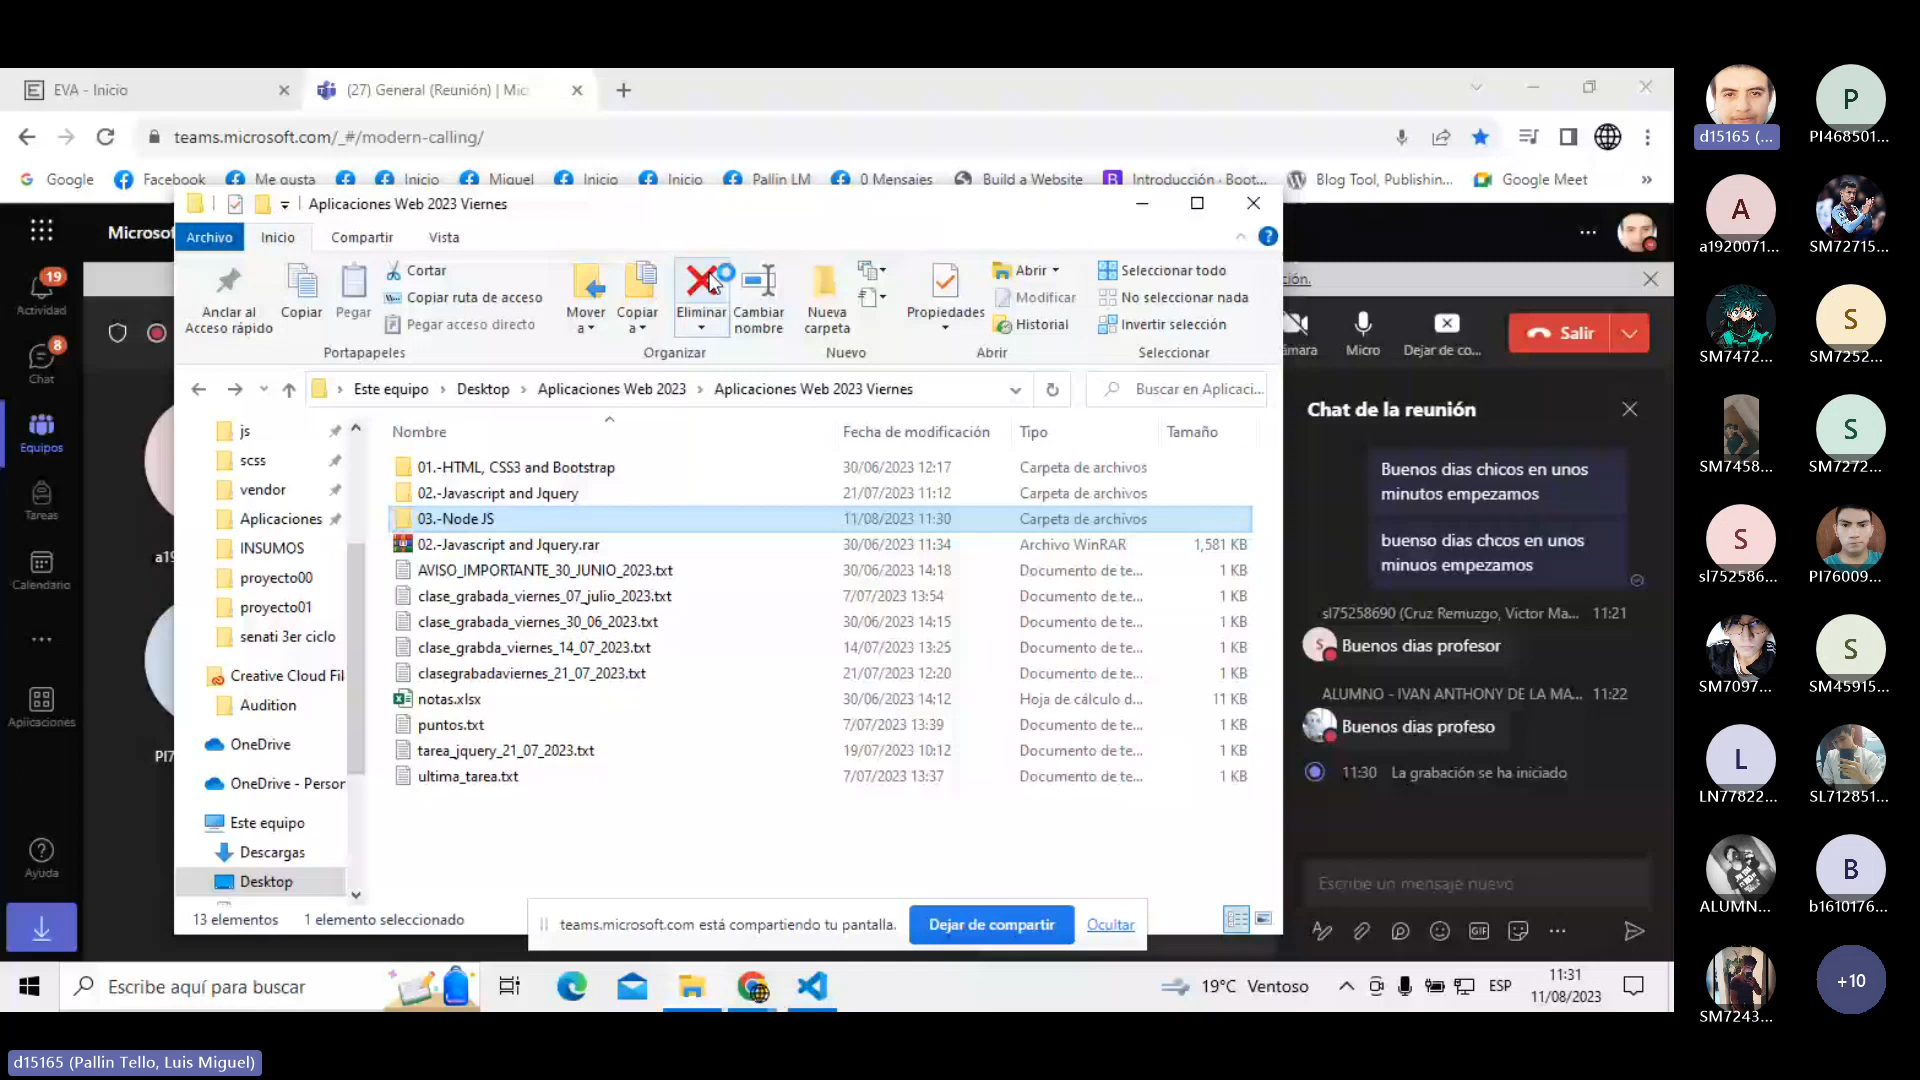 EVA - Inicio
(27) General (Reunión) | Mic
teams.microsoft.com/_#/modern-calling/
Google
Facebook
Me gusta
Inicio
Miguel
Inicio
Inicio
Pallin LM
0 Mensajes
Build a Website
Introducción · Boot...
Blog Tool, Publishin...
Google Meet
»
Aplicaciones Web 2023 Viernes
Archivo
Inicio
Compartir
Vista
Anclar al
Acceso rápido
Copiar
Pegar
Cortar
Copiar ruta de acceso
Pegar acceso directo
Portapapeles
Mover
a
Copiar
a
Eliminar
Cambiar
nombre
Organizar
Nueva
carpeta
Nuevo
Propiedades
Abrir
Modificar
Historial
Abrir
Seleccionar todo
No seleccionar nada
Invertir selección
Seleccionar
Este equipo > Desktop > Aplicaciones Web 2023 > Aplicaciones Web 2023 Viernes
Buscar en Aplicaci...
js
scss
vendor
Aplicaciones
INSUMOS
proyecto00
proyecto01
senati 3er ciclo
Creative Cloud Fil
Audition
OneDrive
OneDrive - Person
Este equipo
Descargas
Desktop
Nombre Fecha de modificación Tipo Tamaño
01.-HTML, CSS3 and Bootstrap 30/06/2023 12:17 Carpeta de archivos
02.-Javascript and Jquery 21/07/2023 11:12 Carpeta de archivos
03.-Node JS 11/08/2023 11:30 Carpeta de archivos
02.-Javascript and Jquery.rar 30/06/2023 11:34 Archivo WinRAR 1,581 KB
AVISO_IMPORTANTE_30_JUNIO_2023.txt 30/06/2023 14:18 Documento de te... 1 KB
clase_grabada_viernes_07_julio_2023.txt 7/07/2023 13:54 Documento de te... 1 KB
clase_grabada_viernes_30_06_2023.txt 30/06/2023 14:15 Documento de te... 1 KB
clase_grabda_viernes_14_07_2023.txt 14/07/2023 13:25 Documento de te... 1 KB
clasegrabadaviernes_21_07_2023.txt 21/07/2023 12:20 Documento de te... 1 KB
notas.xlsx 30/06/2023 14:12 Hoja de cálculo d... 11 KB
puntos.txt 7/07/2023 13:39 Documento de te... 1 KB
tarea_jquery_21_07_2023.txt 19/07/2023 10:12 Documento de te... 1 KB
ultima_tarea.txt 7/07/2023 13:37 Documento de te... 1 KB
13 elementos 1 elemento seleccionado
teams.microsoft.com está compartiendo tu pantalla.
Dejar de compartir
Ocultar
Microsof
19
Actividad
8
Chat
Equipos
Tareas
Calendario
Aplicaciones
Ayuda
a19
PI7
ción.
ámara
Micro
Dejar de co...
Salir
Chat de la reunión
Buenos dias chicos en unos
minutos empezamos
buenso dias chcos en unos
minuos empezamos
sl75258690 (Cruz Remuzgo, Victor Ma... 11:21
S
Buenos dias profesor
ALUMNO - IVAN ANTHONY DE LA MA... 11:22
Buenos dias profeso
11:30 La grabación se ha iniciado
Escribe un mensaje nuevo
GIF
Escribe aquí para buscar
19°C Ventoso
ESP
11:31
11/08/2023
d15165 (...
P
PI468501...
A
a1920071...
SM72715...
SM7472...
S
SM7252...
SM7458...
S
SM7272...
S
sl752586...
PI76009...
SM7097...
S
SM45915...
L
LN77822...
SL712851...
ALUMN...
B
b1610176...
SM7243...
+10
d15165 (Pallin Tello, Luis Miguel)